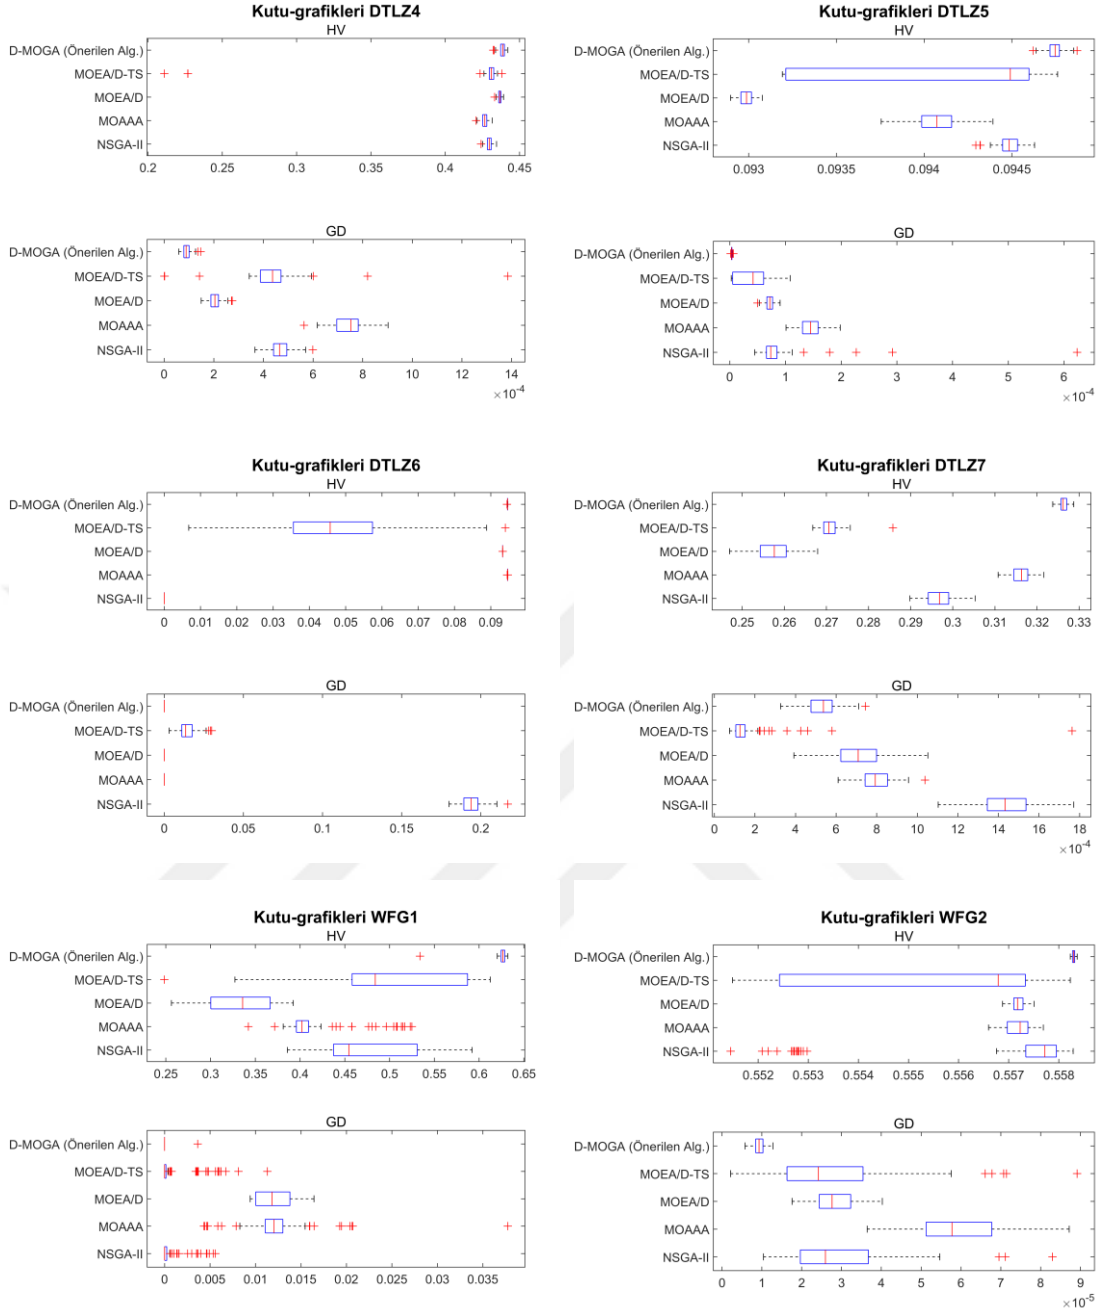 Kutu-grafikleri DTLZ4
HV
D-MOGA (Önerilen Alg.)
MOEA/D-TS
MOEA/D
MOAAA
NSGA-II
0.2 0.25 0.3 0.35 0.4 0.45
GD
D-MOGA (Önerilen Alg.)
MOEA/D-TS
MOEA/D
MOAAA
NSGA-II
0 2 4 6 8 10 12 14
×10-4
Kutu-grafikleri DTLZ5
HV
D-MOGA (Önerilen Alg.)
MOEA/D-TS
MOEA/D
MOAAA
NSGA-II
0.093 0.0935 0.094 0.0945
GD
D-MOGA (Önerilen Alg.)
MOEA/D-TS
MOEA/D
MOAAA
NSGA-II
0 1 2 3 4 5 6
×10-4
Kutu-grafikleri DTLZ6
HV
D-MOGA (Önerilen Alg.)
MOEA/D-TS
MOEA/D
MOAAA
NSGA-II
0 0.01 0.02 0.03 0.04 0.05 0.06 0.07 0.08 0.09
GD
D-MOGA (Önerilen Alg.)
MOEA/D-TS
MOEA/D
MOAAA
NSGA-II
0 0.05 0.1 0.15 0.2
Kutu-grafikleri DTLZ7
HV
D-MOGA (Önerilen Alg.)
MOEA/D-TS
MOEA/D
MOAAA
NSGA-II
0.25 0.26 0.27 0.28 0.29 0.3 0.31 0.32 0.33
GD
D-MOGA (Önerilen Alg.)
MOEA/D-TS
MOEA/D
MOAAA
NSGA-II
0 2 4 6 8 10 12 14 16 18
×10-4
Kutu-grafikleri WFG1
HV
D-MOGA (Önerilen Alg.)
MOEA/D-TS
MOEA/D
MOAAA
NSGA-II
0.25 0.3 0.35 0.4 0.45 0.5 0.55 0.6 0.65
GD
D-MOGA (Önerilen Alg.)
MOEA/D-TS
MOEA/D
MOAAA
NSGA-II
0 0.005 0.01 0.015 0.02 0.025 0.03 0.035
Kutu-grafikleri WFG2
HV
D-MOGA (Önerilen Alg.)
MOEA/D-TS
MOEA/D
MOAAA
NSGA-II
0.552 0.553 0.554 0.555 0.556 0.557 0.558
GD
D-MOGA (Önerilen Alg.)
MOEA/D-TS
MOEA/D
MOAAA
NSGA-II
0 1 2 3 4 5 6 7 8 9
×10-5